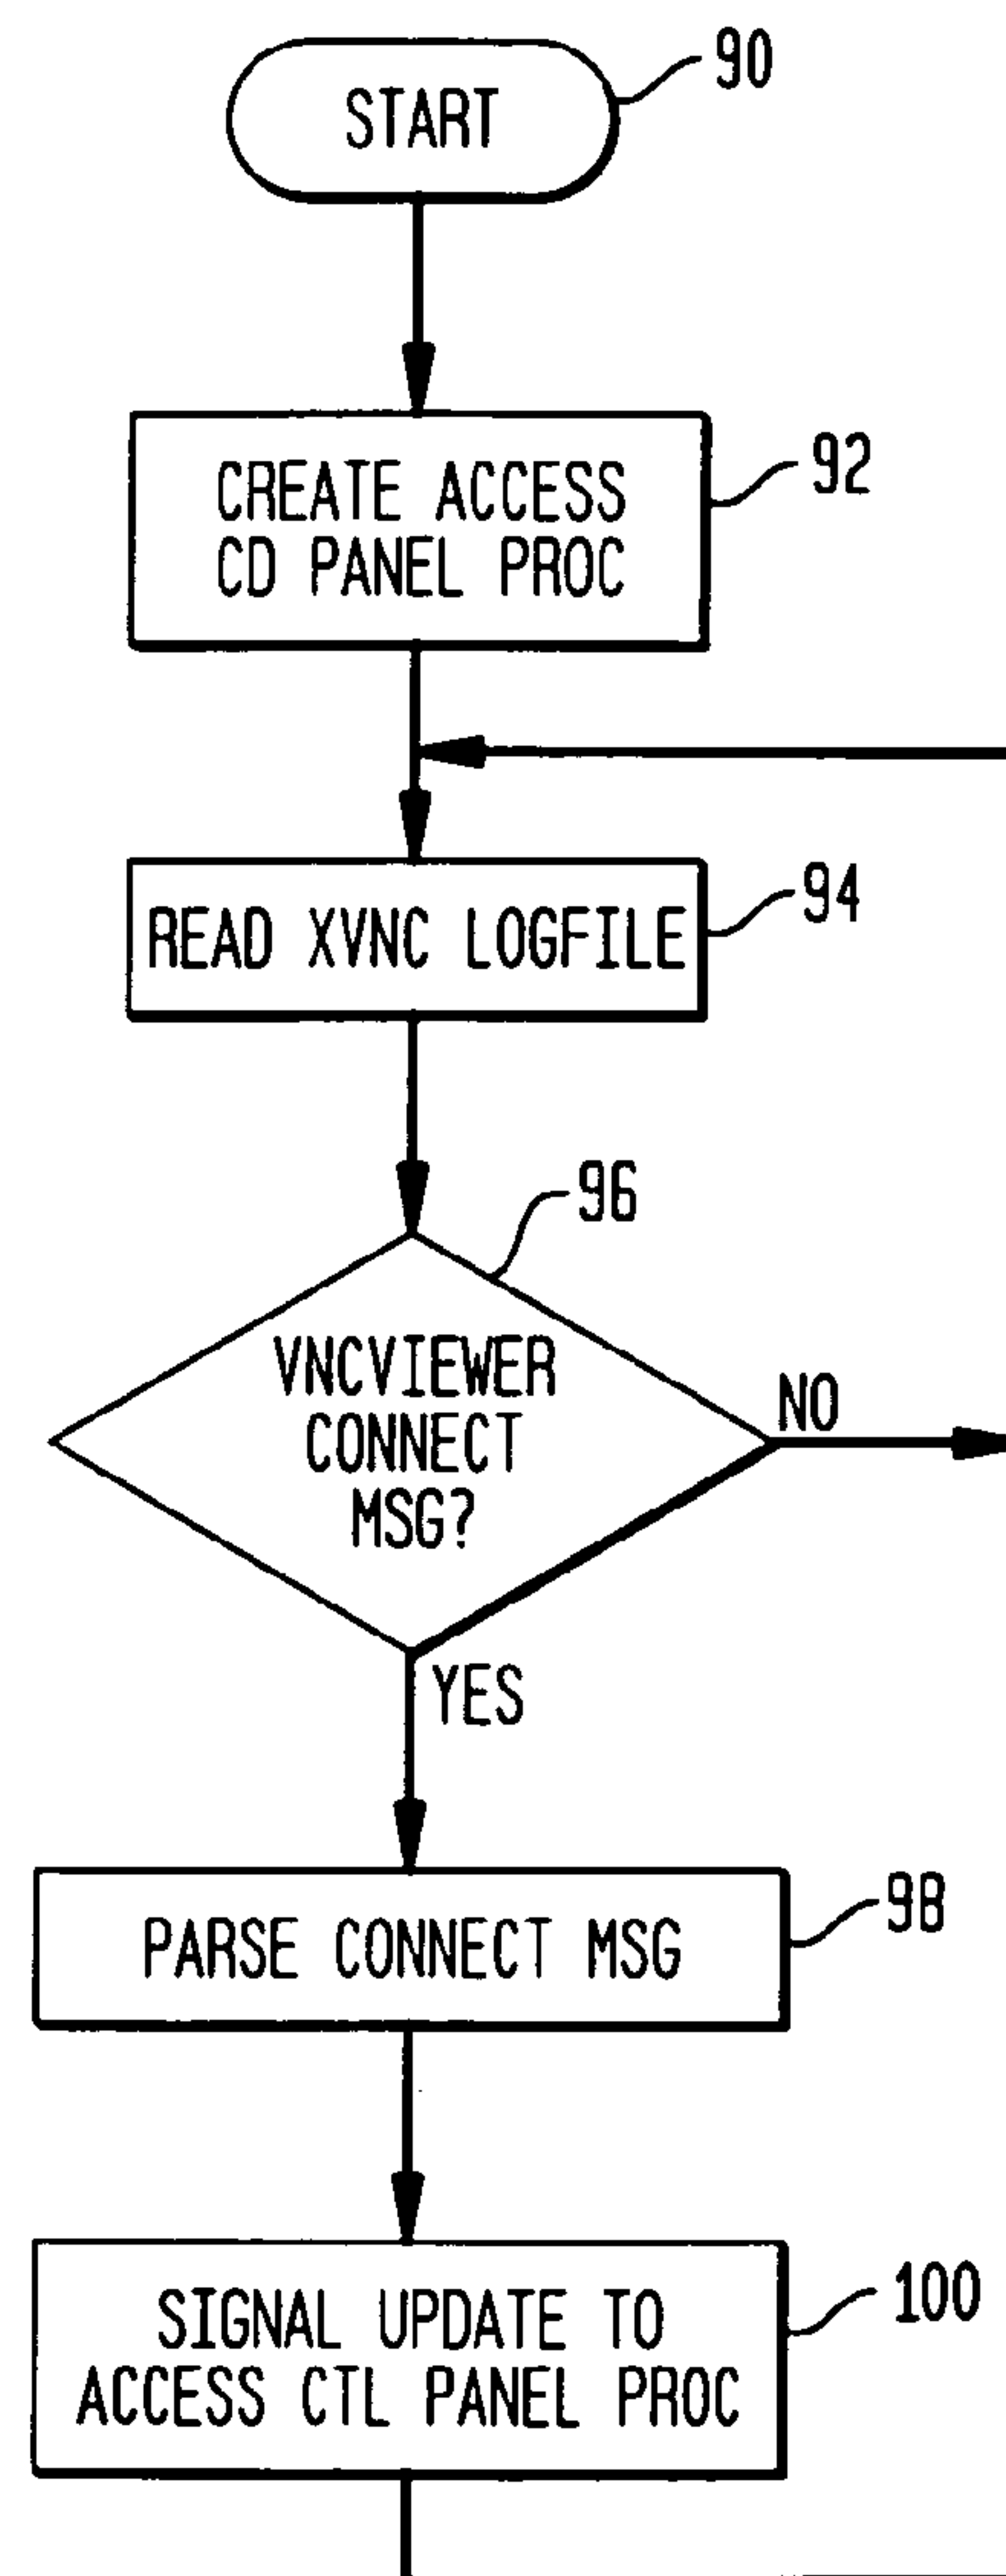 START
90
CREATE ACCESS
CD PANEL PROC
92
READ XVNC LOGFILE
94
96
VNCVIEWER
CONNECT
MSG?
NO
YES
PARSE CONNECT MSG
98
SIGNAL UPDATE TO
ACCESS CTL PANEL PROC
100